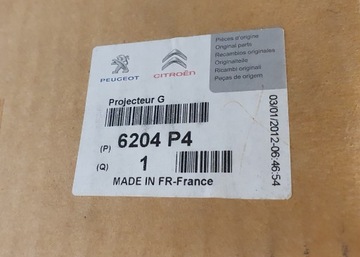 PEUGEOT
CITROËN
Pièces d'origine
Original parts
Recambios originales
Originalteile
Ricambi originali
Peças de origem
Projecteur G
(P) 6204 P4
(Q) 1
MADE IN FR-France
03/01/2012-06:46:54